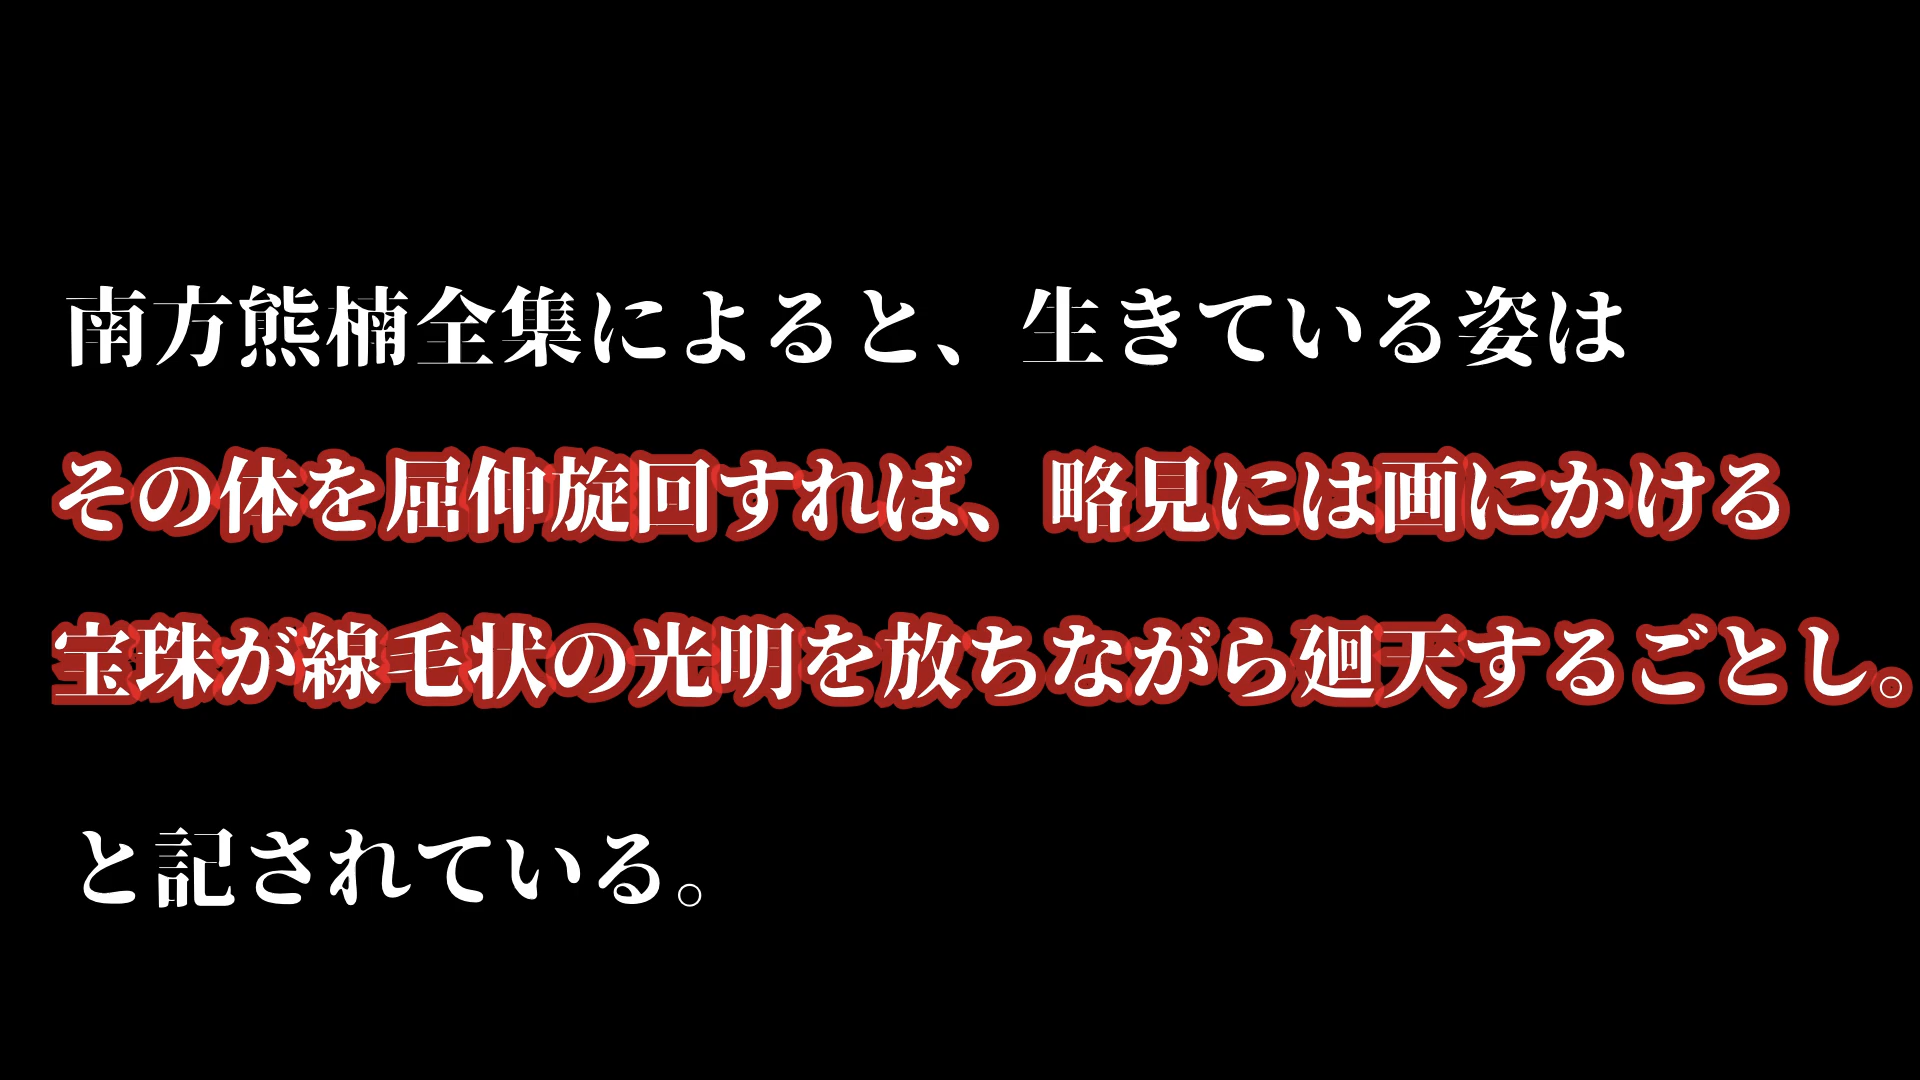 南方熊楠全集によると、生きている姿は
その体を屈伸旋回すれば、略見には画にかける
宝珠が線毛状の光明を放ちながら廻天するごとし。
と記されている。